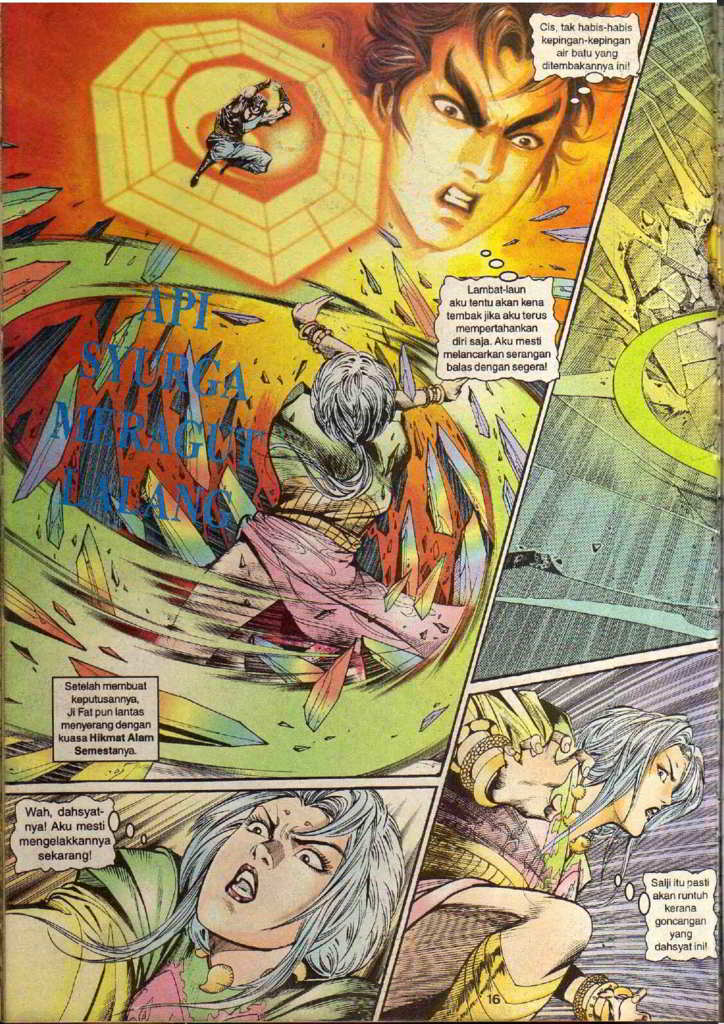 Cis, tak habis-habis
kepingan-kepingan
air batu yang
ditembakannya ini!
Lambat-laun
aku tentu akan kena
tembak jika aku terus
mempertahankan
diri saja. Aku mesti
melancarkan serangan
balas dengan segera!
API
SYURGA
MERAGUT
LALANG
Setelah membuat
keputusannya,
Ji Fat pun lantas
menyerang dengan
kuasa Hikmat Alam
Semestanya.
Wah, dahsyat-
nya! Aku mesti
mengelakkannya
sekarang!
Salji itu pasti
akan runtuh
kerana
goncangan
yang
dahsyat ini!
16